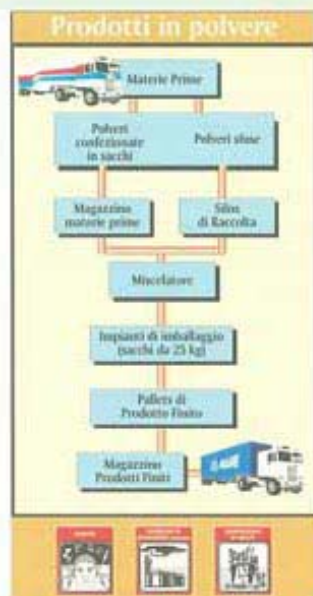 Prodotti in polvere
Materie Prime
Polveri
confezionate
in sacchi
Polveri sfuse
Magazzino
materie prime
Silos
di Raccolta
Miscelatore
Impianti di imballaggio
(sacchi da 25 kg)
Pallets di
Prodotto Finito
Magazzino
Prodotti Finiti